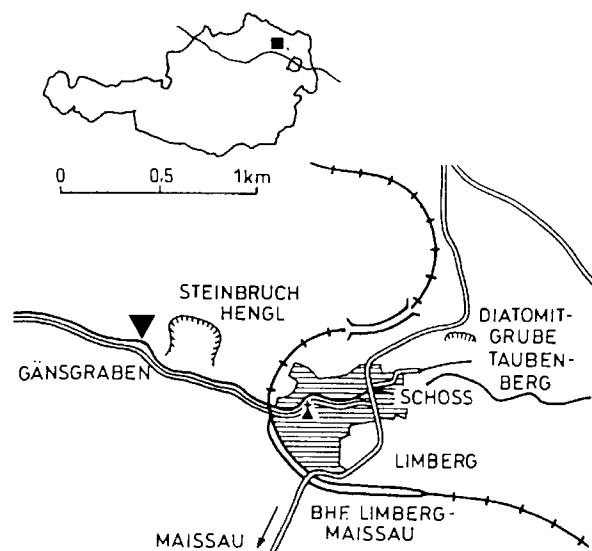 0 0.5 1km
STEINBRUCH
HENGL
DIATOMIT-
GRUBE
TAUBEN-
BERG
GÄNSGRABEN
SCHOSS
LIMBERG
BHF. LIMBERG-
MAISSAU
MAISSAU